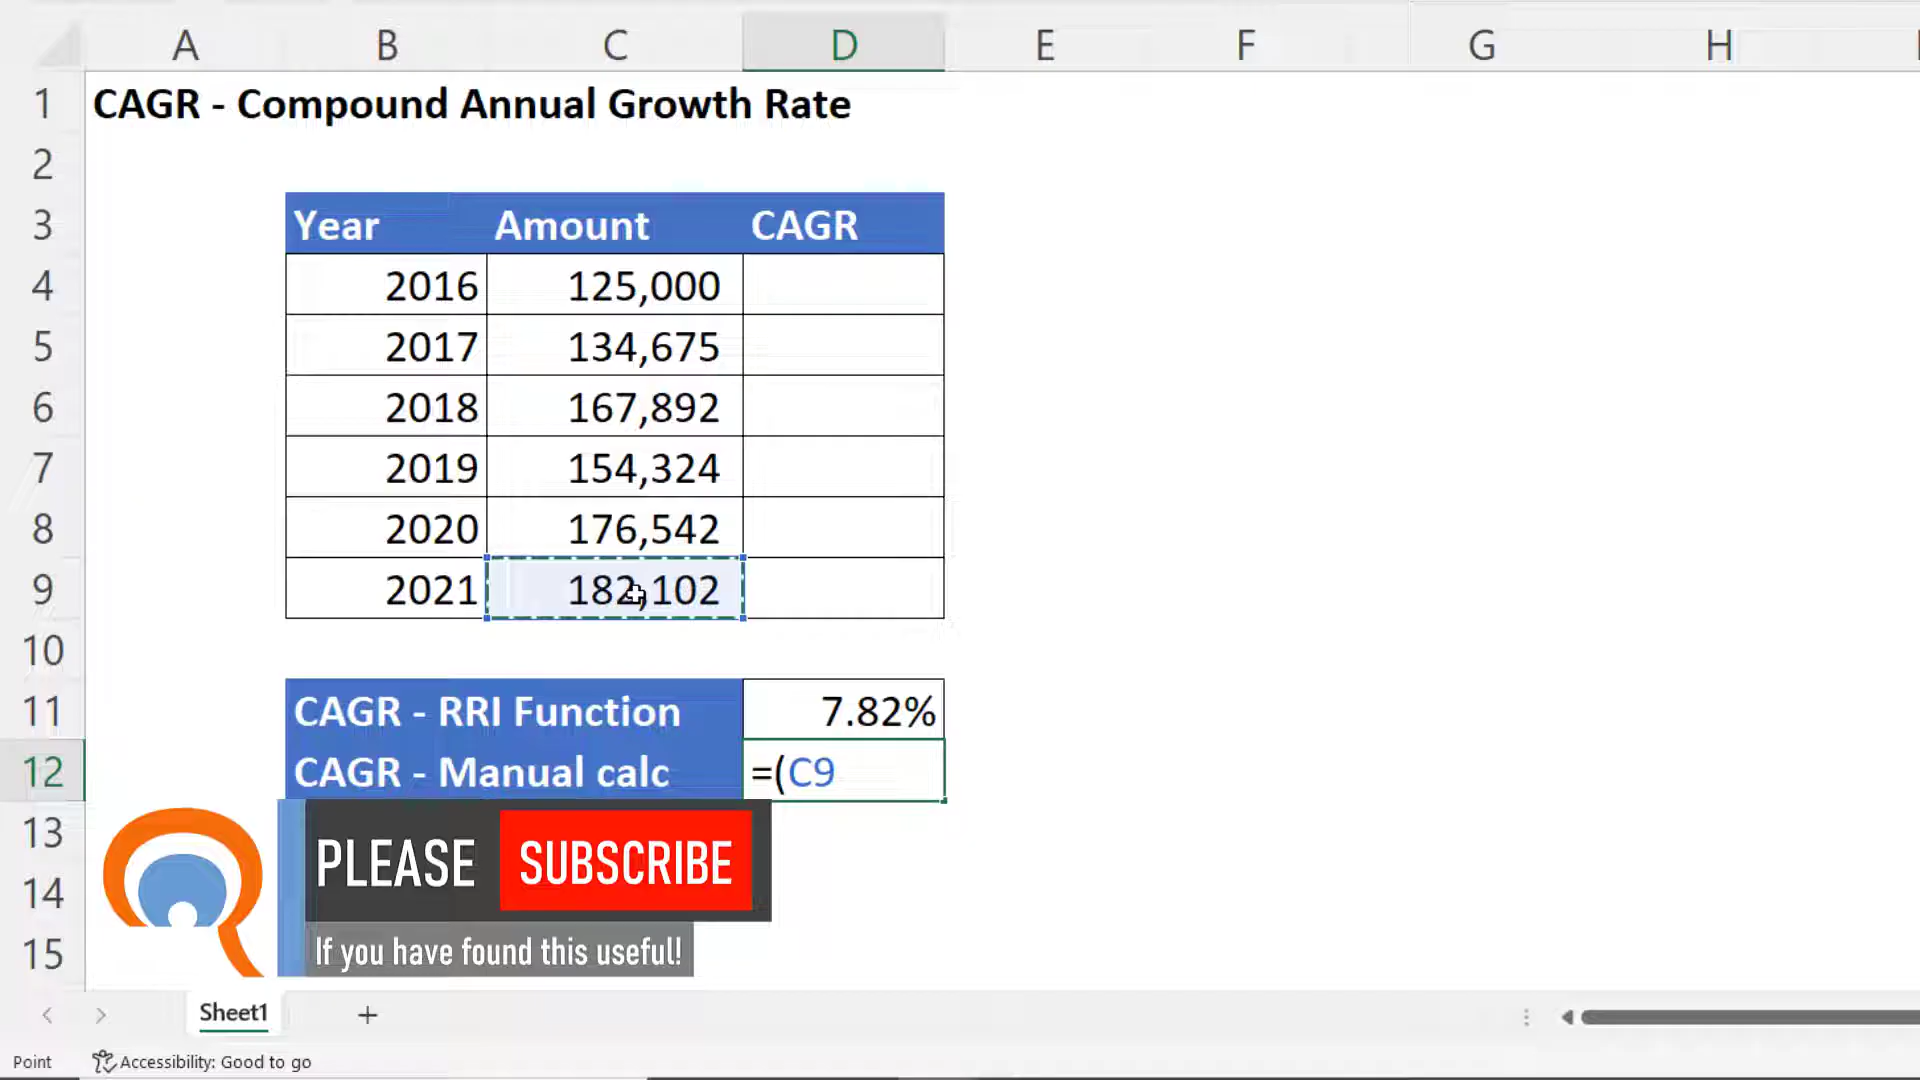 A B C D E F G H
1 CAGR - Compound Annual Growth Rate
2
3 Year Amount CAGR
4 2016 125,000
5 2017 134,675
6 2018 167,892
7 2019 154,324
8 2020 176,542
9 2021 182,102
10
11 CAGR - RRI Function 7.82%
12 CAGR - Manual calc =(C9
13
PLEASE SUBSCRIBE
14
If you have found this useful!
15
Sheet1
Point Accessibility: Good to go